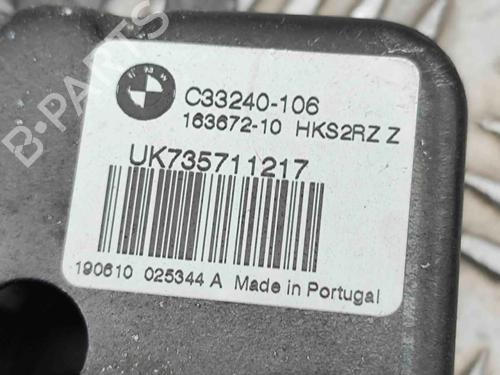 B-PARTS
C33240-106
163672-10 HKS2RZ Z
UK735711217
190610 025344 A Made in Portugal